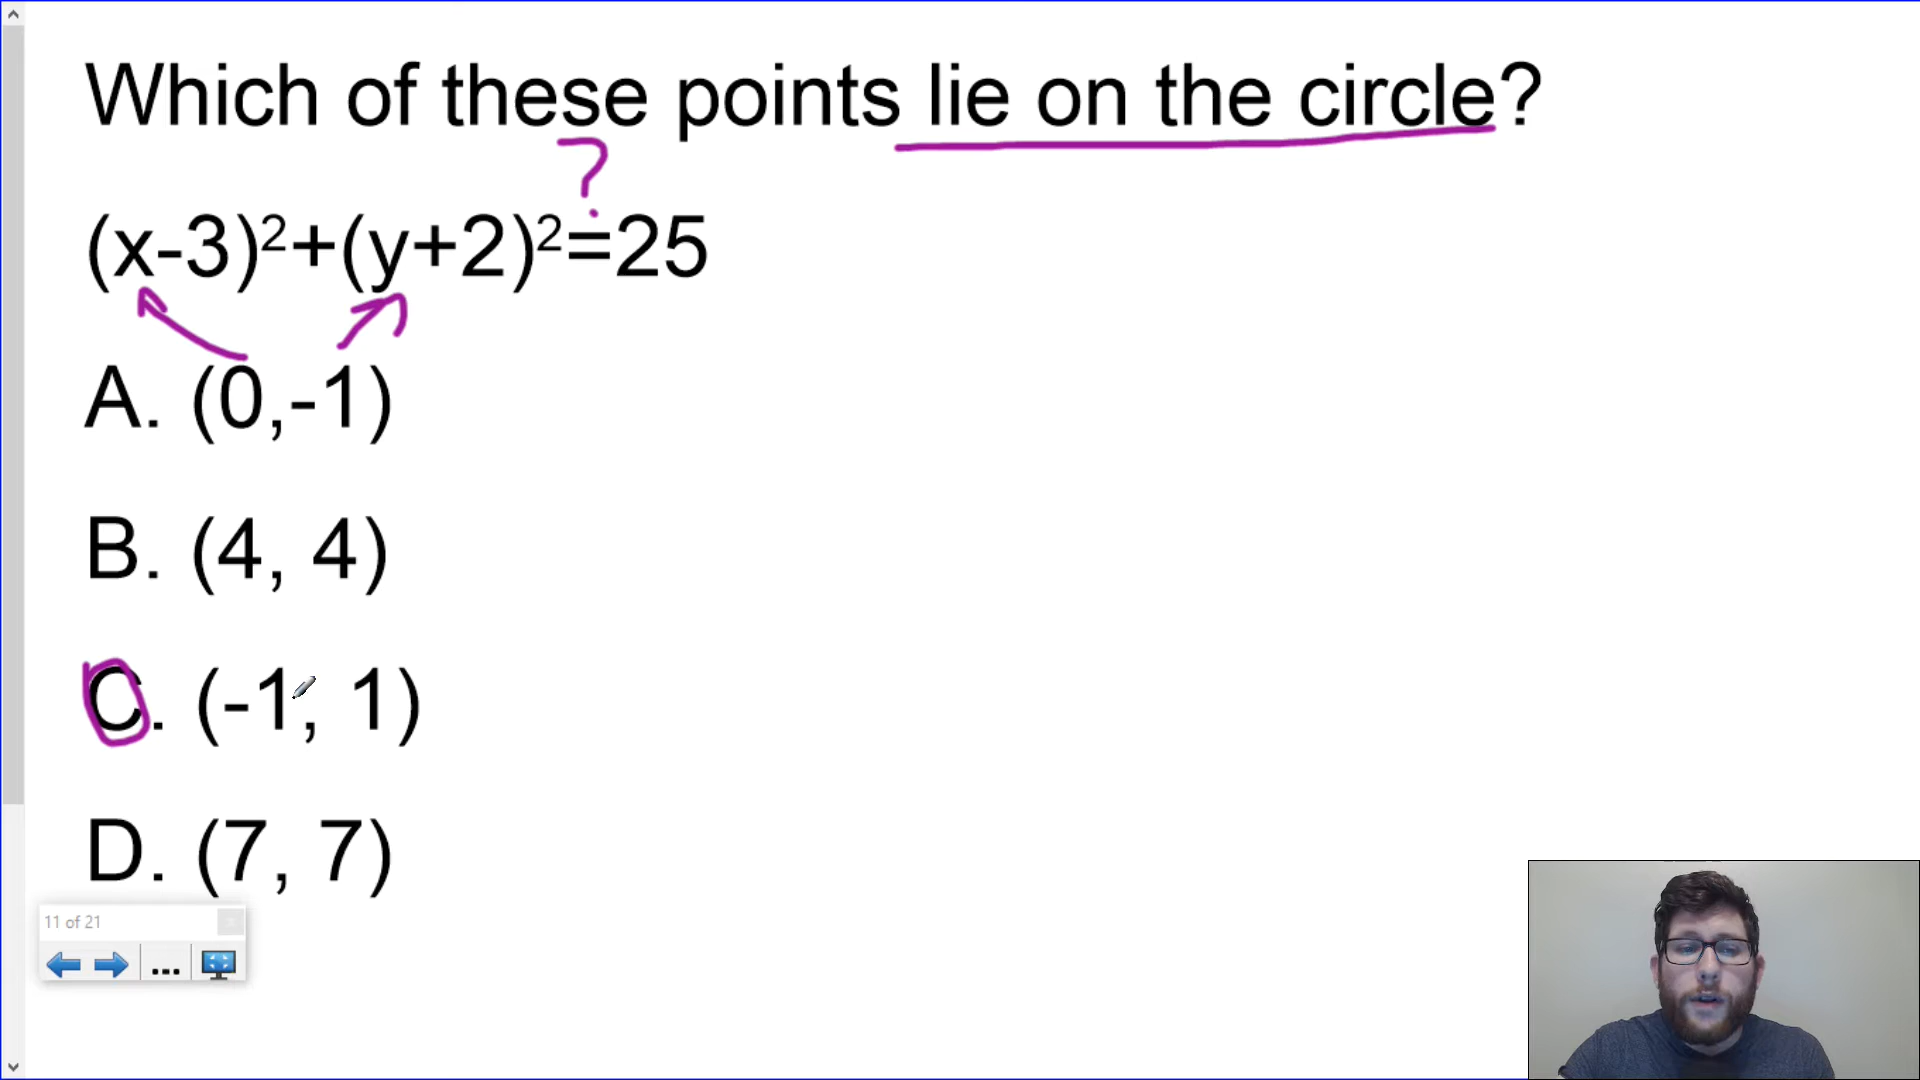 Which of these points lie on the circle?
?
(x-3)²+(y+2)²=25
A. (0,-1)
B. (4, 4)
C. (-1, 1)
D. (7, 7)
11 of 21
...